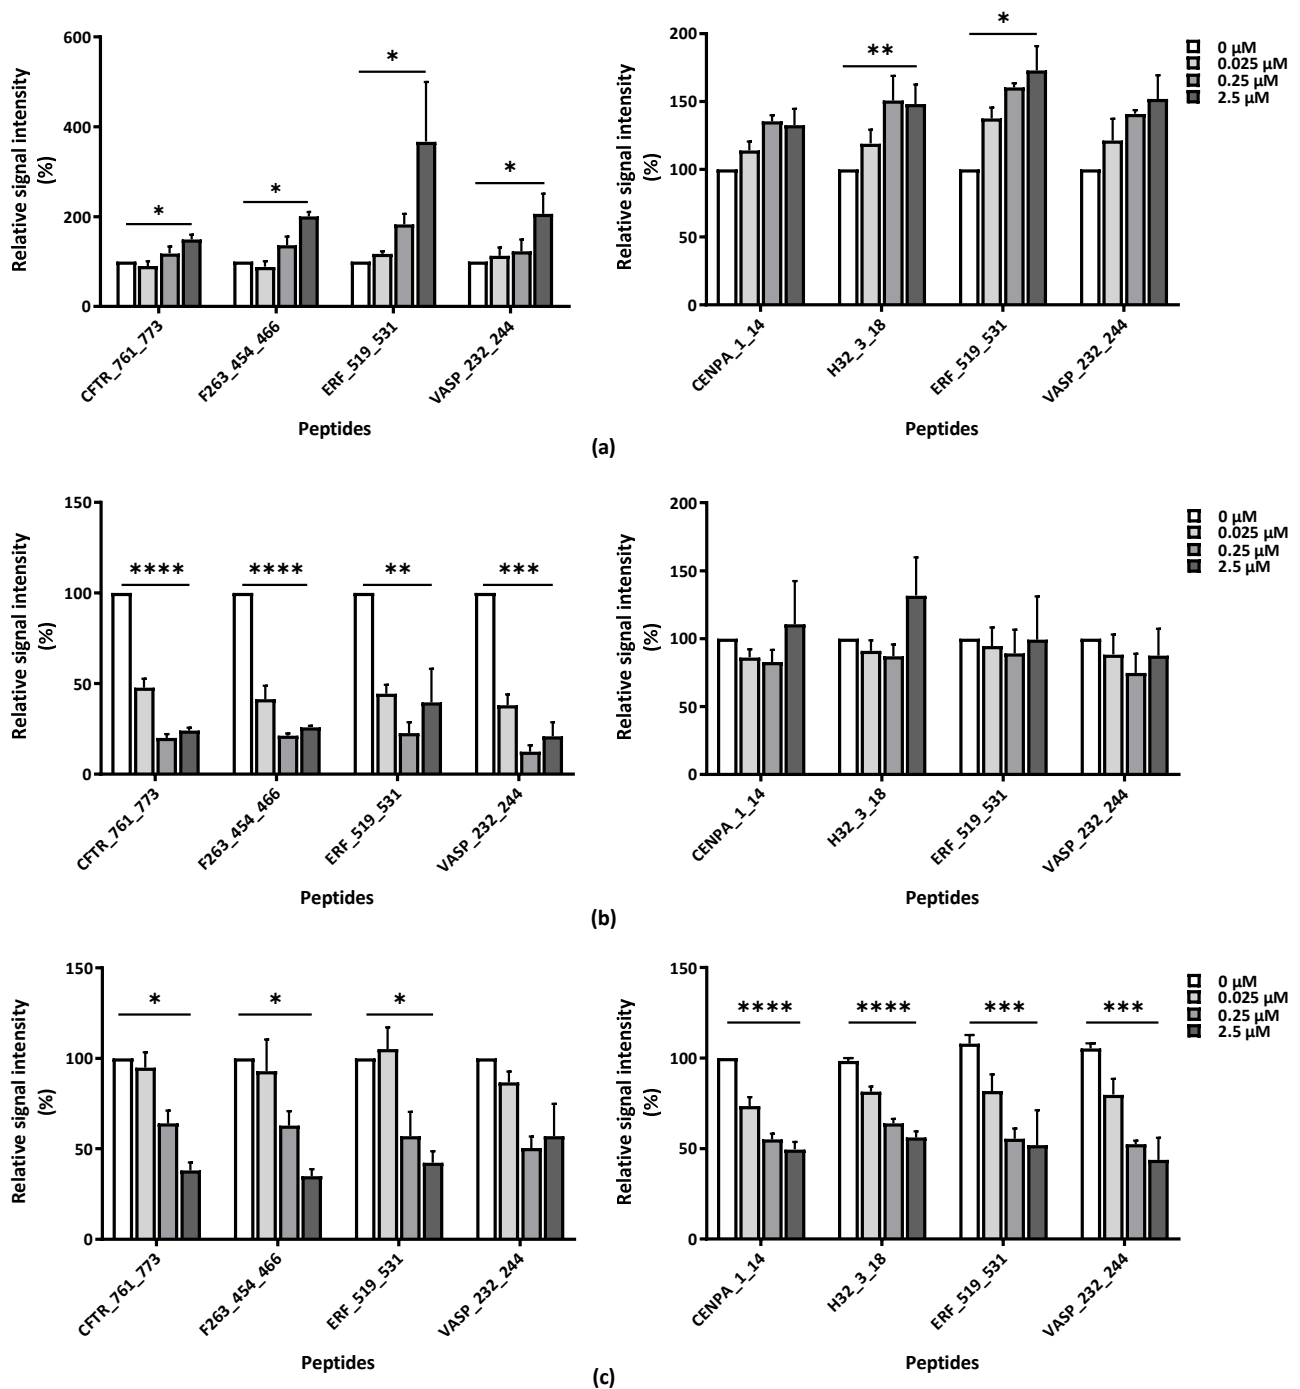 Relative signal intensity
(%)
600
400
200
0
*
*
*
*
CFTR_761_773
F263_454_466
ERF_519_531
VASP_232_244
Peptides
Relative signal intensity
(%)
200
150
100
50
0
**
*
CENPA_1_14
H32_3_18
ERF_519_531
VASP_232_244
Peptides
0 µM
0.025 µM
0.25 µM
2.5 µM
(a)
Relative signal intensity
(%)
150
100
50
0
****
****
**
***
CFTR_761_773
F263_454_466
ERF_519_531
VASP_232_244
Peptides
Relative signal intensity
(%)
200
150
100
50
0
CENPA_1_14
H32_3_18
ERF_519_531
VASP_232_244
Peptides
0 µM
0.025 µM
0.25 µM
2.5 µM
(b)
Relative signal intensity
(%)
150
100
50
0
*
*
*
CFTR_761_773
F263_454_466
ERF_519_531
VASP_232_244
Peptides
Relative signal intensity
(%)
150
100
50
0
****
****
***
***
CENPA_1_14
H32_3_18
ERF_519_531
VASP_232_244
Peptides
0 µM
0.025 µM
0.25 µM
2.5 µM
(c)